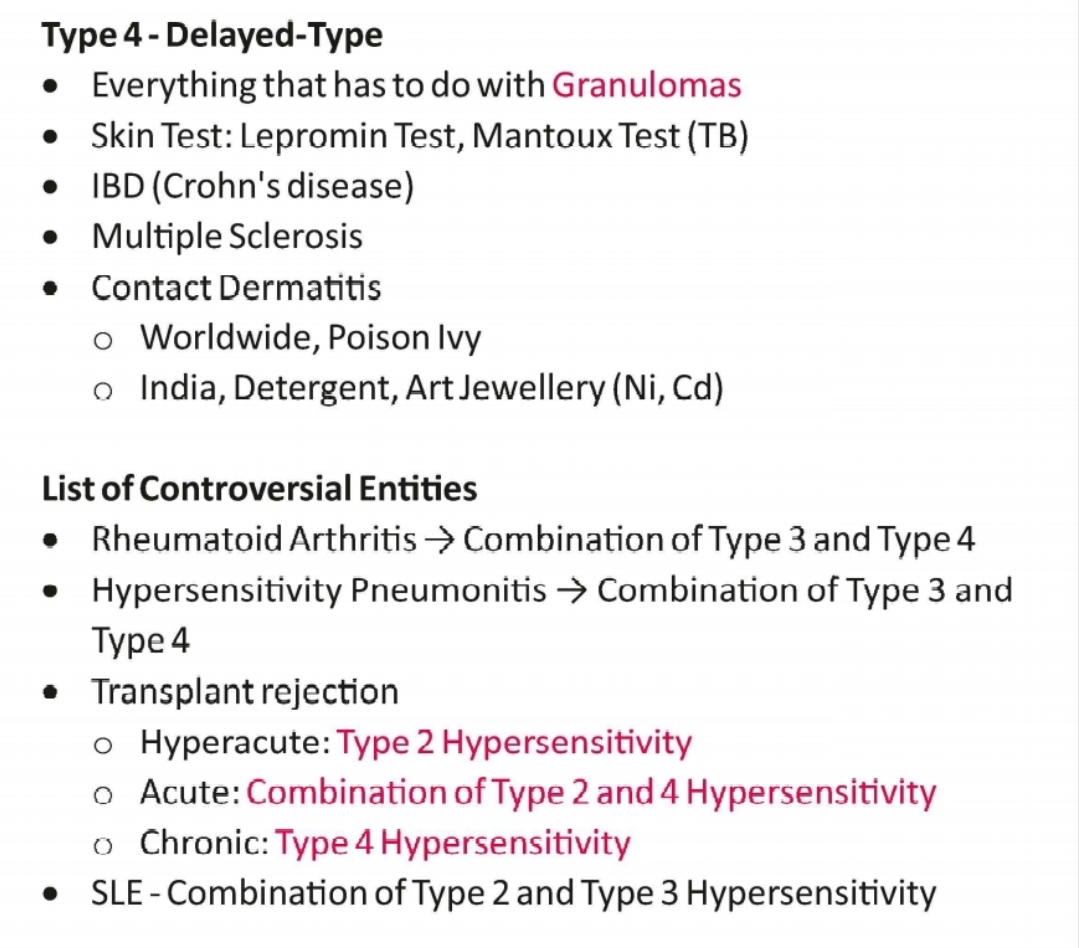 Type 4 - Delayed-Type
• Everything that has to do with Granulomas
• Skin Test: Lepromin Test, Mantoux Test (TB)
• IBD (Crohn's disease)
• Multiple Sclerosis
• Contact Dermatitis
○ Worldwide, Poison Ivy
○ India, Detergent, Art Jewellery (Ni, Cd)
List of Controversial Entities
• Rheumatoid Arthritis → Combination of Type 3 and Type 4
• Hypersensitivity Pneumonitis → Combination of Type 3 and
Type 4
• Transplant rejection
○ Hyperacute: Type 2 Hypersensitivity
○ Acute: Combination of Type 2 and 4 Hypersensitivity
○ Chronic: Type 4 Hypersensitivity
• SLE - Combination of Type 2 and Type 3 Hypersensitivity